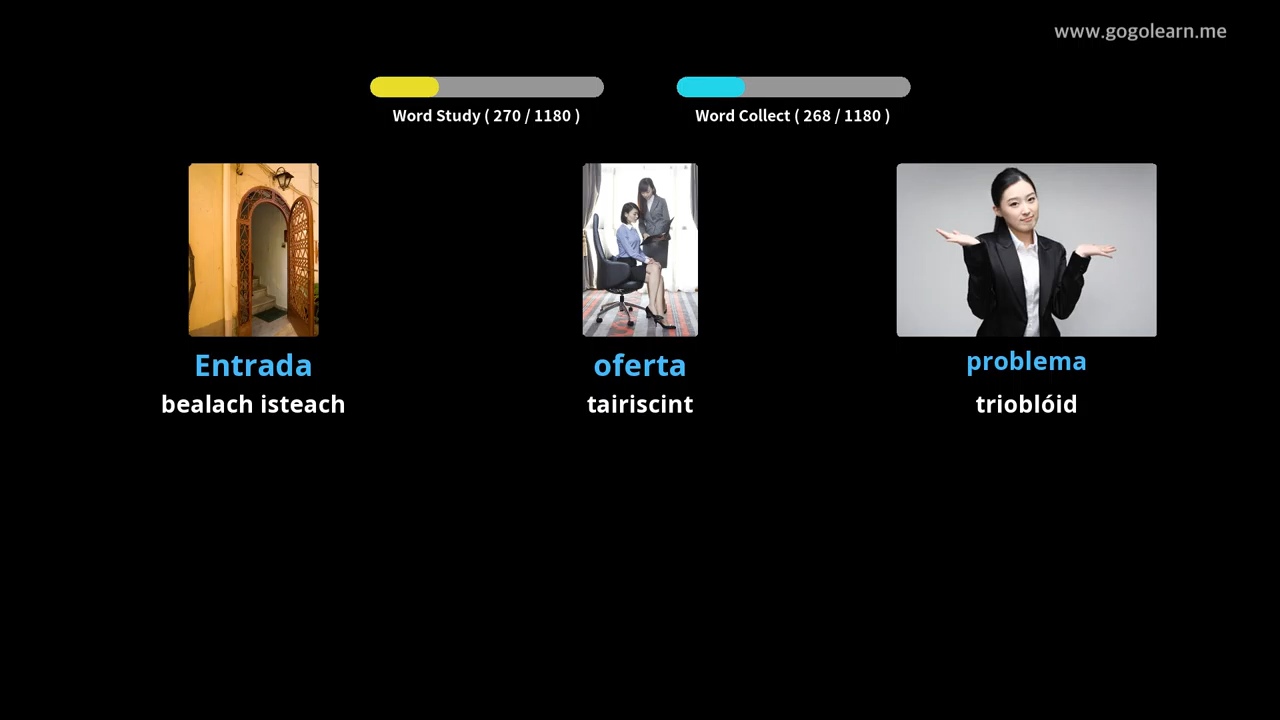 www.gogolearn.me
Word Study ( 270 / 1180 )
Word Collect ( 268 / 1180 )
Entrada
bealach isteach
oferta
tairiscint
problema
trioblóid